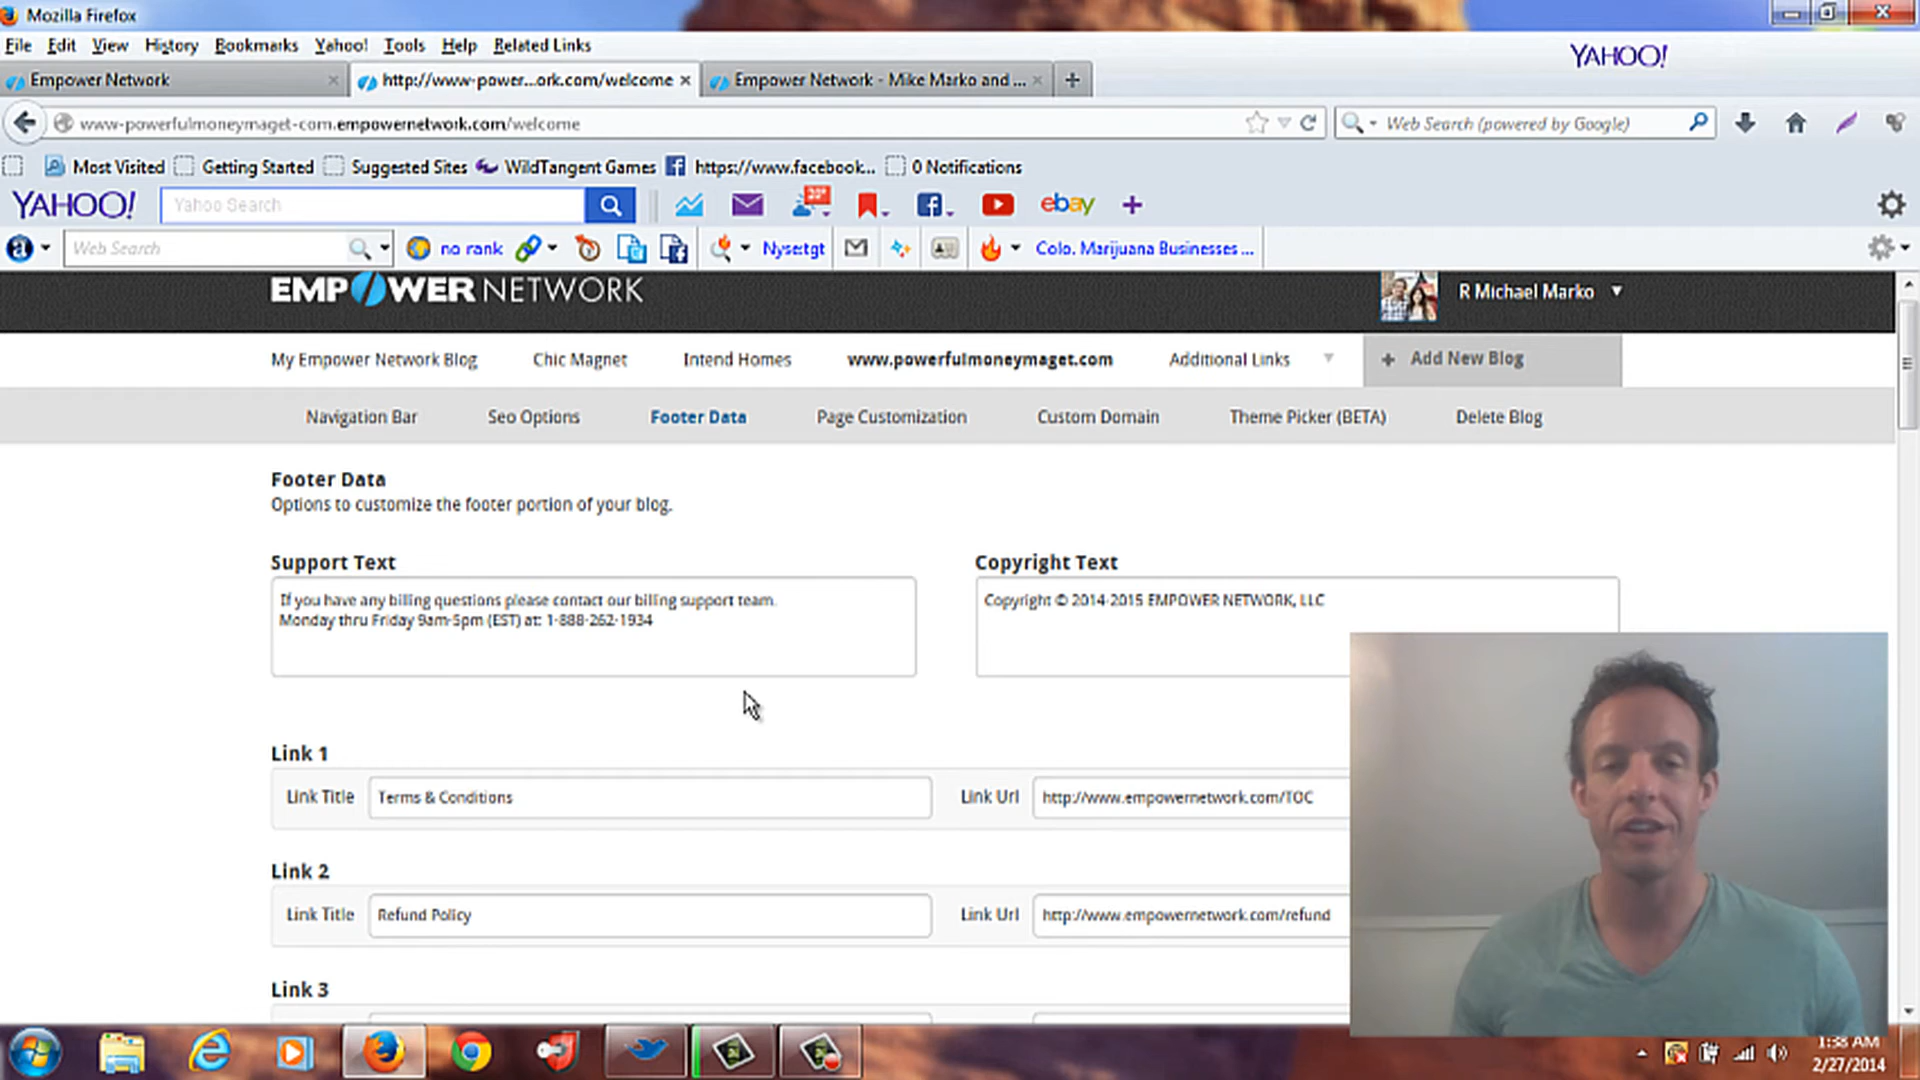 Mozilla Firefox
File Edit View History Bookmarks Yahoo! Tools Help Related Links
YAHOO!
Empower Network × http://www-power...ork.com/welcome × Empower Network - Mike Marko and ... × +
www-powerfulmoneymaget-com.empowernetwork.com/welcome
Web Search (powered by Google)
Most Visited Getting Started Suggested Sites WildTangent Games https://www.facebook... 0 Notifications
YAHOO! Yahoo Search ebay +
Web Search no rank Nyse:tgt Colo. Marijuana Businesses ...
EMPOWER NETWORK
R Michael Marko
My Empower Network Blog Chic Magnet Intend Homes www.powerfulmoneymaget.com Additional Links + Add New Blog
Navigation Bar Seo Options Footer Data Page Customization Custom Domain Theme Picker (BETA) Delete Blog
Footer Data
Options to customize the footer portion of your blog.
Support Text
If you have any billing questions please contact our billing support team.
Monday thru Friday 9am-5pm (EST) at: 1-888-262-1934
Copyright Text
Copyright © 2014-2015 EMPOWER NETWORK, LLC
Link 1
Link Title Terms & Conditions Link Url http://www.empowernetwork.com/TOC
Link 2
Link Title Refund Policy Link Url http://www.empowernetwork.com/refund
Link 3
1:38 AM
2/27/2014